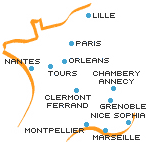 LILLE
PARIS
ORLEANS
NANTES
TOURS
CHAMBERY
ANNECY
CLERMONT
FERRAND
GRENOBLE
NICE SOPHIA
MONTPELLIER
MARSEILLE